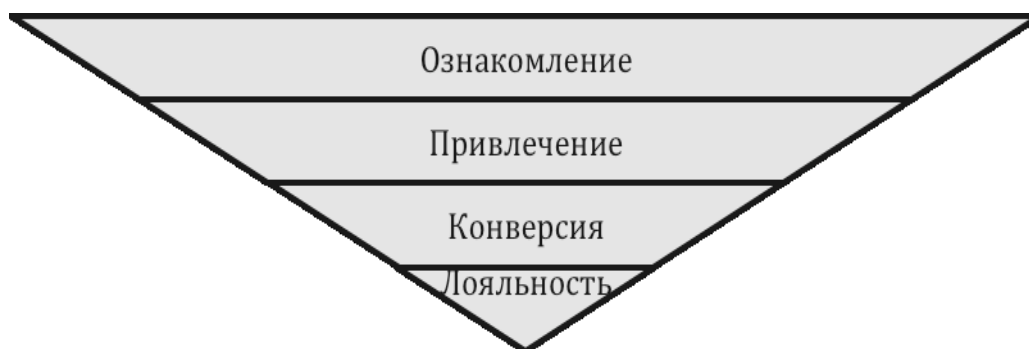 Ознакомление
Привлечение
Конверсия
Лояльность